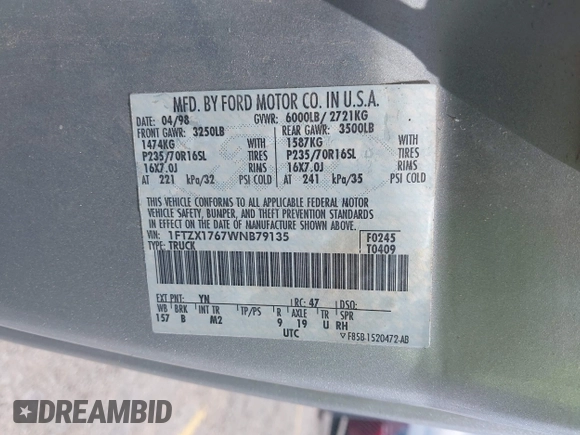 MFD. BY FORD MOTOR CO. IN U.S.A.
DATE: 04/98 GVWR: 6000LB/ 2721KG
FRONT GAWR: 3250LB REAR GAWR: 3500LB
1474KG WITH 1587KG WITH
P235/70R16SL TIRES P235/70R16SL TIRES
16X7.0J RIMS 16X7.0J RIMS
AT 221 kPa/32 PSI COLD AT 241 kPa/35 PSI COLD
THIS VEHICLE CONFORMS TO ALL APPLICABLE FEDERAL MOTOR
VEHICLE SAFETY, BUMPER, AND THEFT PREVENTION STANDARDS
IN EFFECT ON THE DATE OF MANUFACTURE SHOWN ABOVE.
VIN: 1FTZX1767WNB79135 F0245
TYPE: TRUCK T0409
EXT PNT: YN RC: 47 DSO:
WB BRK INT TR TP/PS R AXLE TR SPR
157 B M2 9 19 U RH
UTC F85B-1520472-AB
DREAMBID